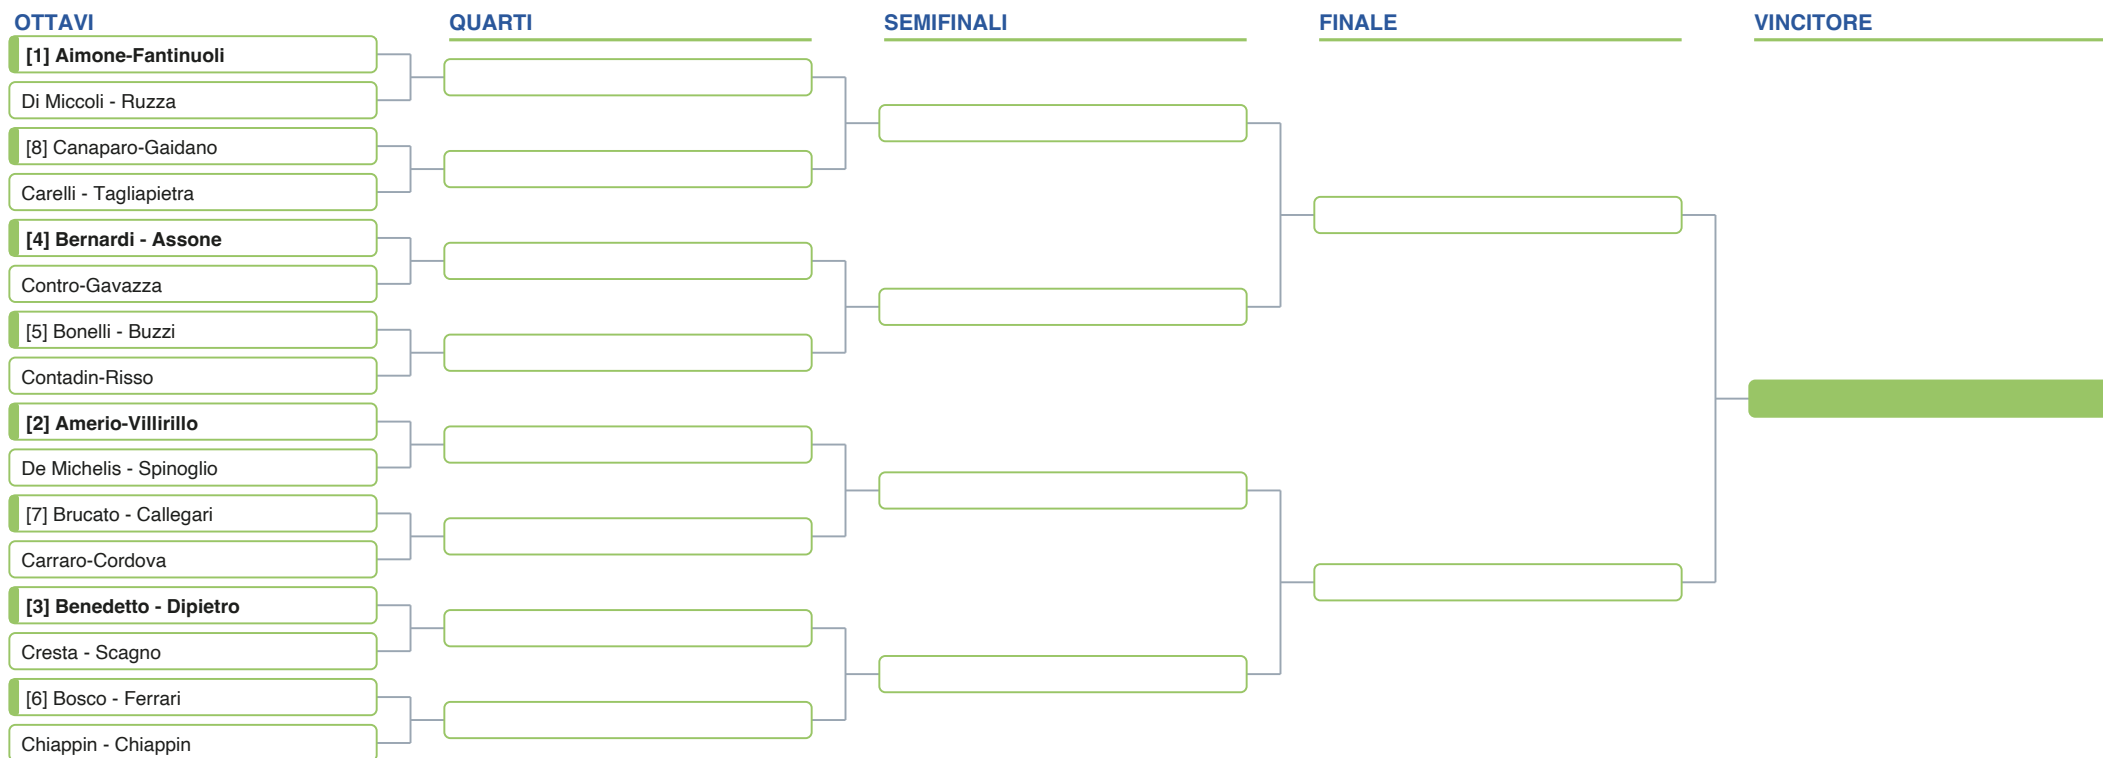 OTTAVI QUARTI SEMIFINALI FINALE VINCITORE
[1] Aimone-Fantinuoli
Di Miccoli - Ruzza
[8] Canaparo-Gaidano
Carelli - Tagliapietra
[4] Bernardi - Assone
Contro-Gavazza
[5] Bonelli - Buzzi
Contadin-Risso
[2] Amerio-Villirillo
De Michelis - Spinoglio
[7] Brucato - Callegari
Carraro-Cordova
[3] Benedetto - Dipietro
Cresta - Scagno
[6] Bosco - Ferrari
Chiappin - Chiappin